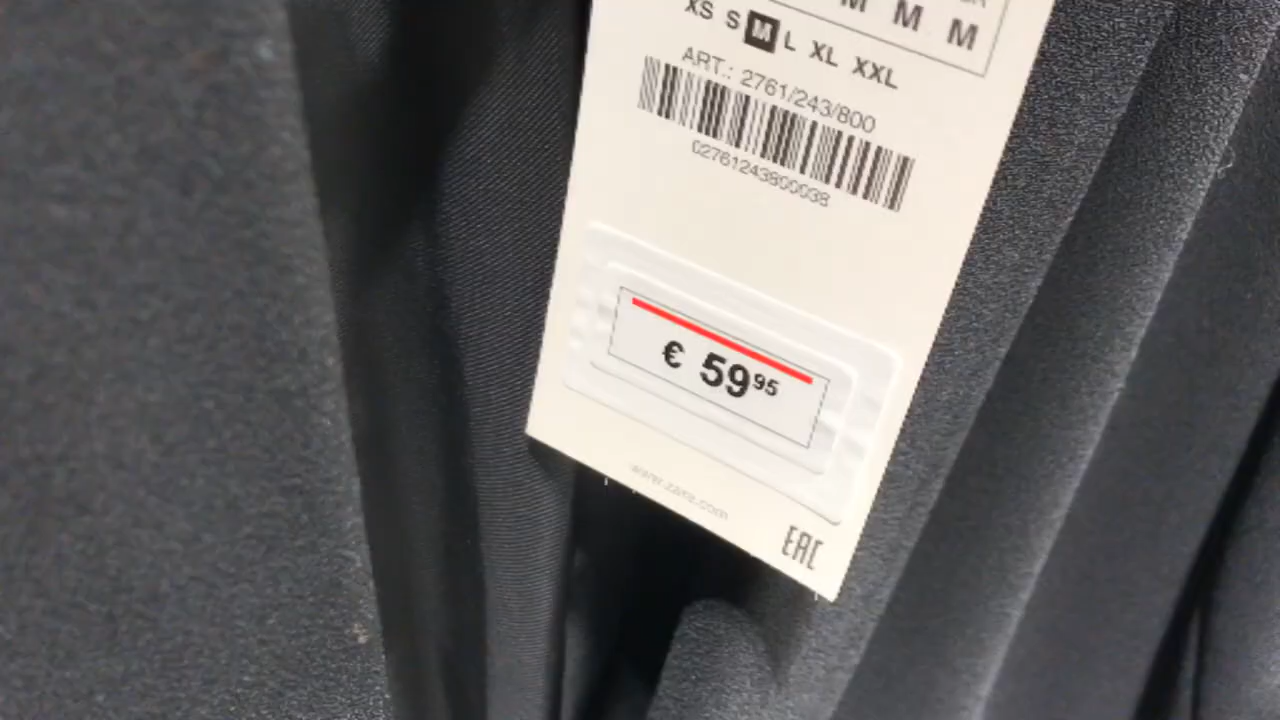 M M M
XS S M L XL XXL
ART.: 2761/243/800
02761243800038
€ 5995
www.zara.com
EAC